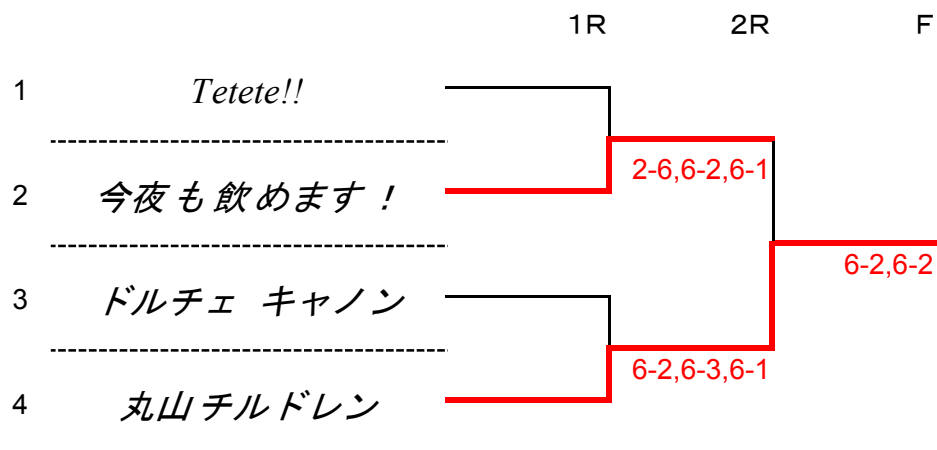 1R 2R F
1 Tetete!!
2-6,6-2,6-1
2 今夜も飲めます！
6-2,6-2
3 ドルチェ キャノン
6-2,6-3,6-1
4 丸山チルドレン